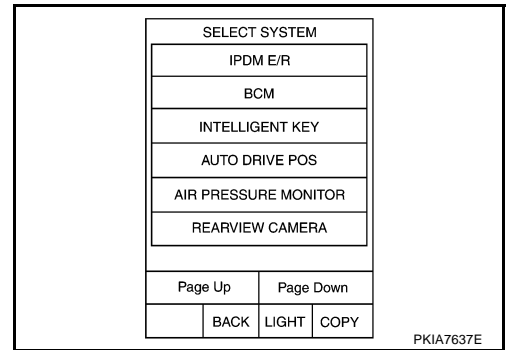 SELECT SYSTEM
IPDM E/R
BCM
INTELLIGENT KEY
AUTO DRIVE POS
AIR PRESSURE MONITOR
REARVIEW CAMERA
Page Up Page Down
BACK LIGHT COPY
PKIA7637E